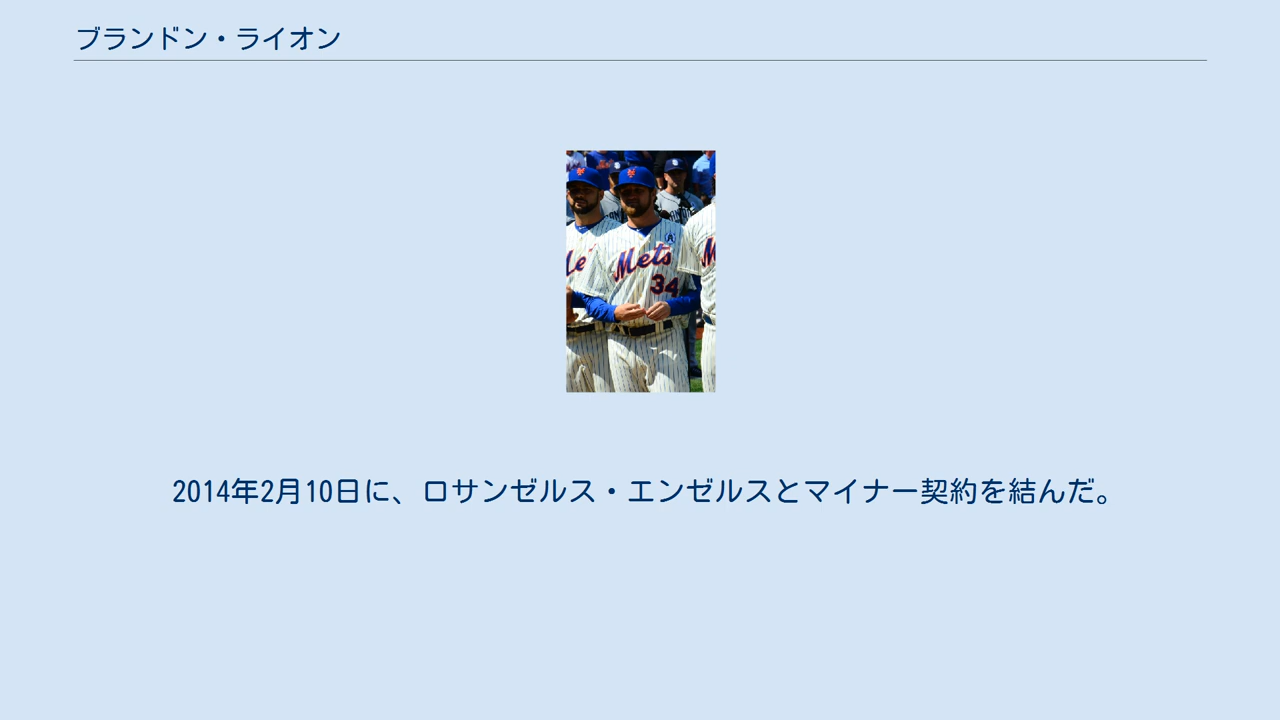 ブランドン・ライオン
Mets
34
2014年2月10日に、ロサンゼルス・エンゼルスとマイナー契約を結んだ。